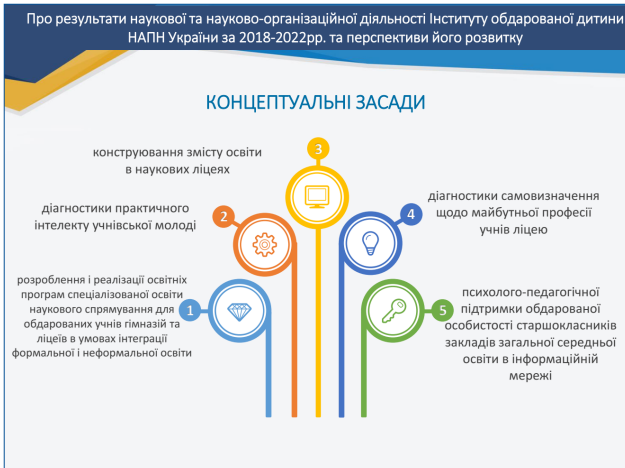 Про результати наукової та науково-організаційної діяльності Інституту обдарованої дитини
НАПН України за 2018-2022рр. та перспективи його розвитку
КОНЦЕПТУАЛЬНІ ЗАСАДИ
3
конструювання змісту освіти
в наукових ліцеях
діагностики практичного
інтелекту учнівської молоді
2
4
діагностики самовизначення
щодо майбутньої професії
учнів ліцею
розроблення і реалізації освітніх
програм спеціалізованої освіти
наукового спрямування для
обдарованих учнів гімназій та
ліцеїв в умовах інтеграції
формальної і неформальної освіти
1
5
психолого-педагогічної
підтримки обдарованої
особистості старшокласників
закладів загальної середньої
освіти в інформаційній
мережі